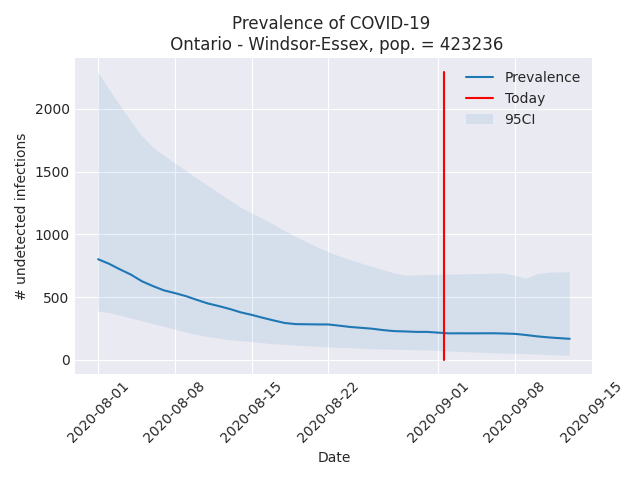 Prevalence of COVID-19
Ontario - Windsor-Essex, pop. = 423236
Prevalence
Today
95CI
2000
1500
1000
500
0
# undetected infections
2020-08-01
2020-08-08
2020-08-15
2020-08-22
2020-09-01
2020-09-08
2020-09-15
Date